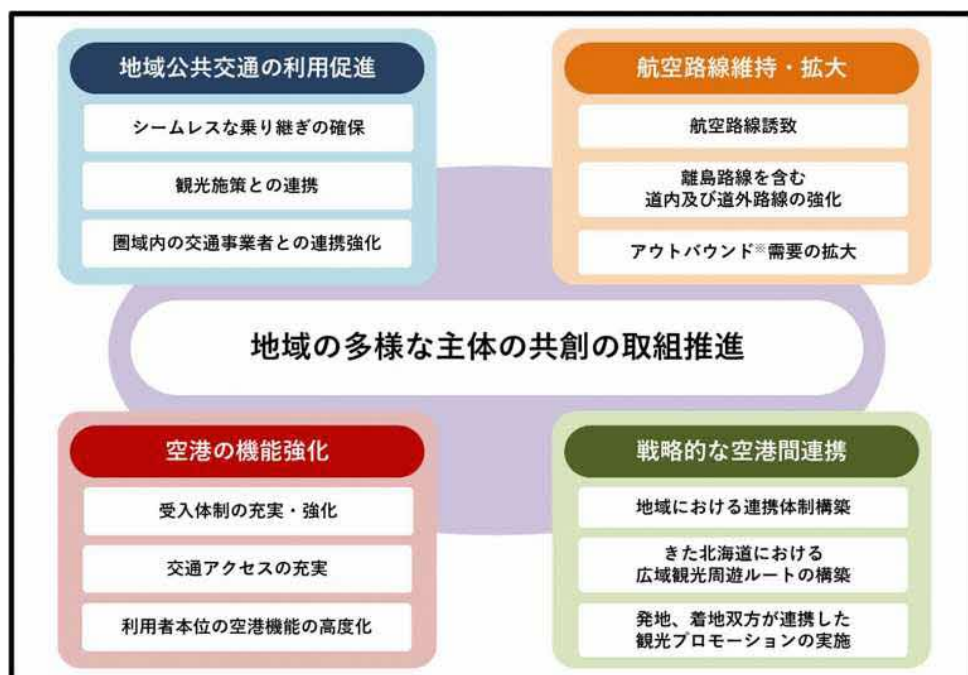 地域公共交通の利用促進
シームレスな乗り継ぎの確保
観光施策との連携
圏域内の交通事業者との連携強化
航空路線維持・拡大
航空路線誘致
離島路線を含む
道内及び道外路線の強化
アウトバウンド※需要の拡大
地域の多様な主体の共創の取組推進
空港の機能強化
受入体制の充実・強化
交通アクセスの充実
利用者本位の空港機能の高度化
戦略的な空港間連携
地域における連携体制構築
きた北海道における
広域観光周遊ルートの構築
発地、着地双方が連携した
観光プロモーションの実施